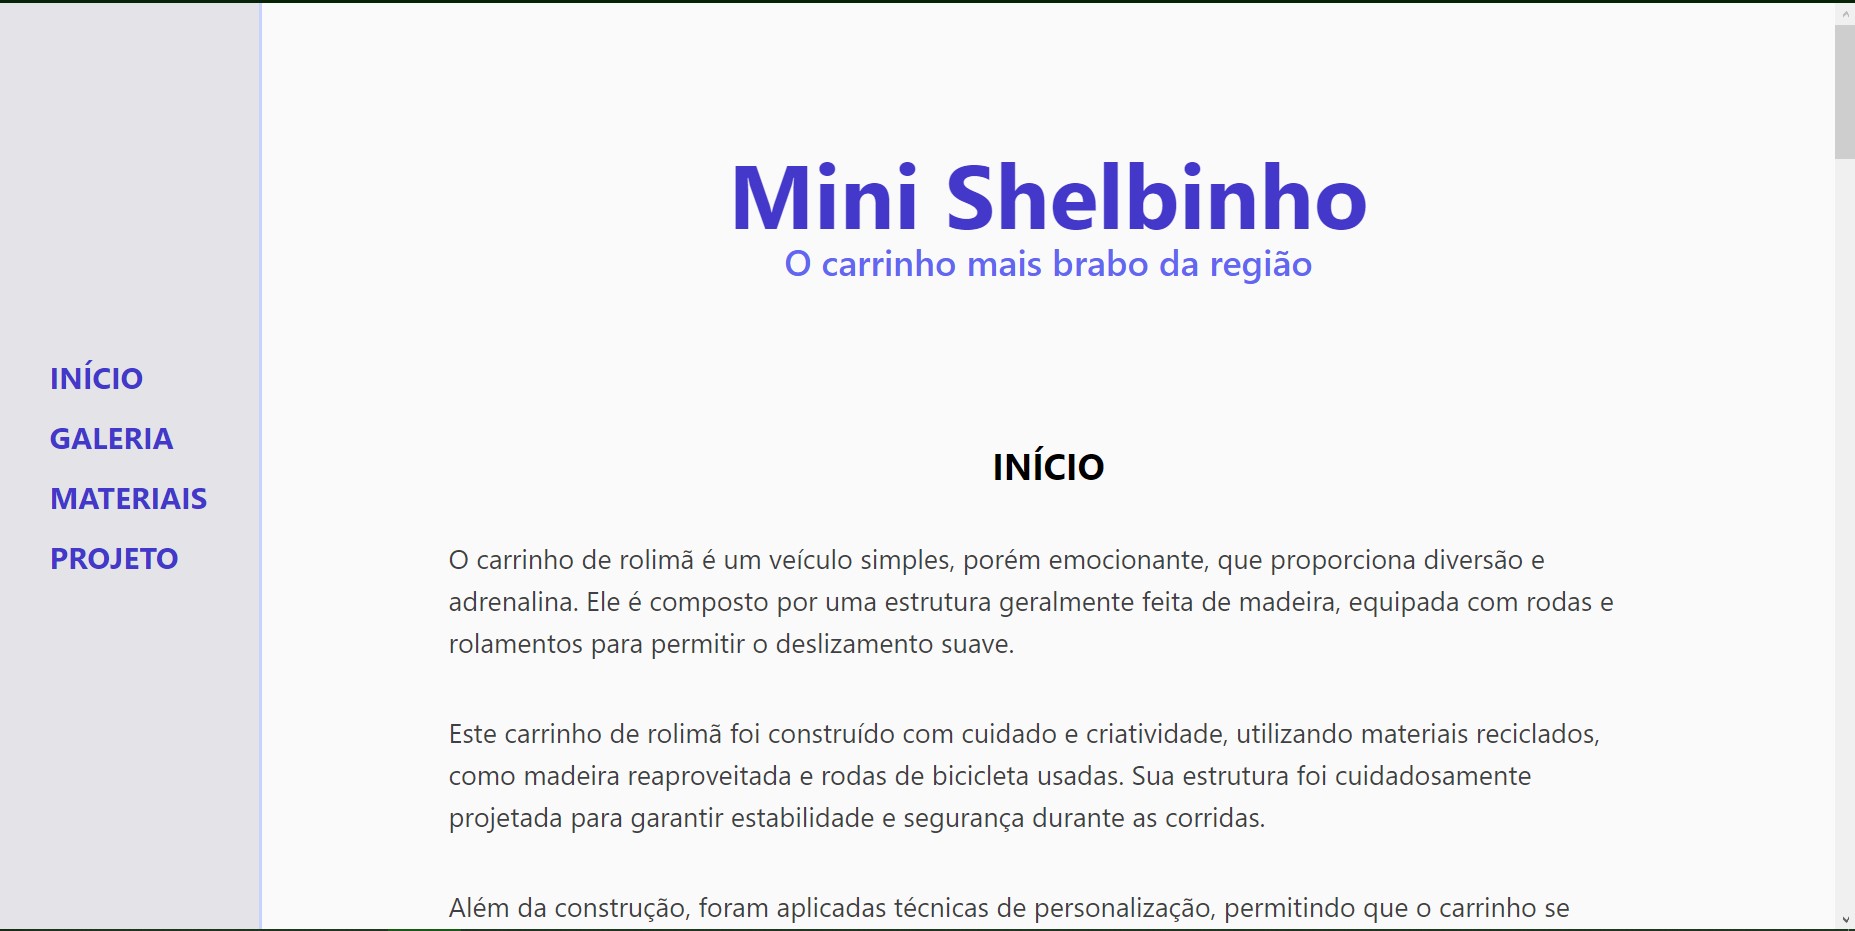 INÍCIO
GALERIA
MATERIAIS
PROJETO
Mini Shelbinho
O carrinho mais brabo da região
INÍCIO
O carrinho de rolimã é um veículo simples, porém emocionante, que proporciona diversão e
adrenalina. Ele é composto por uma estrutura geralmente feita de madeira, equipada com rodas e
rolamentos para permitir o deslizamento suave.
Este carrinho de rolimã foi construído com cuidado e criatividade, utilizando materiais reciclados,
como madeira reaproveitada e rodas de bicicleta usadas. Sua estrutura foi cuidadosamente
projetada para garantir estabilidade e segurança durante as corridas.
Além da construção, foram aplicadas técnicas de personalização, permitindo que o carrinho se